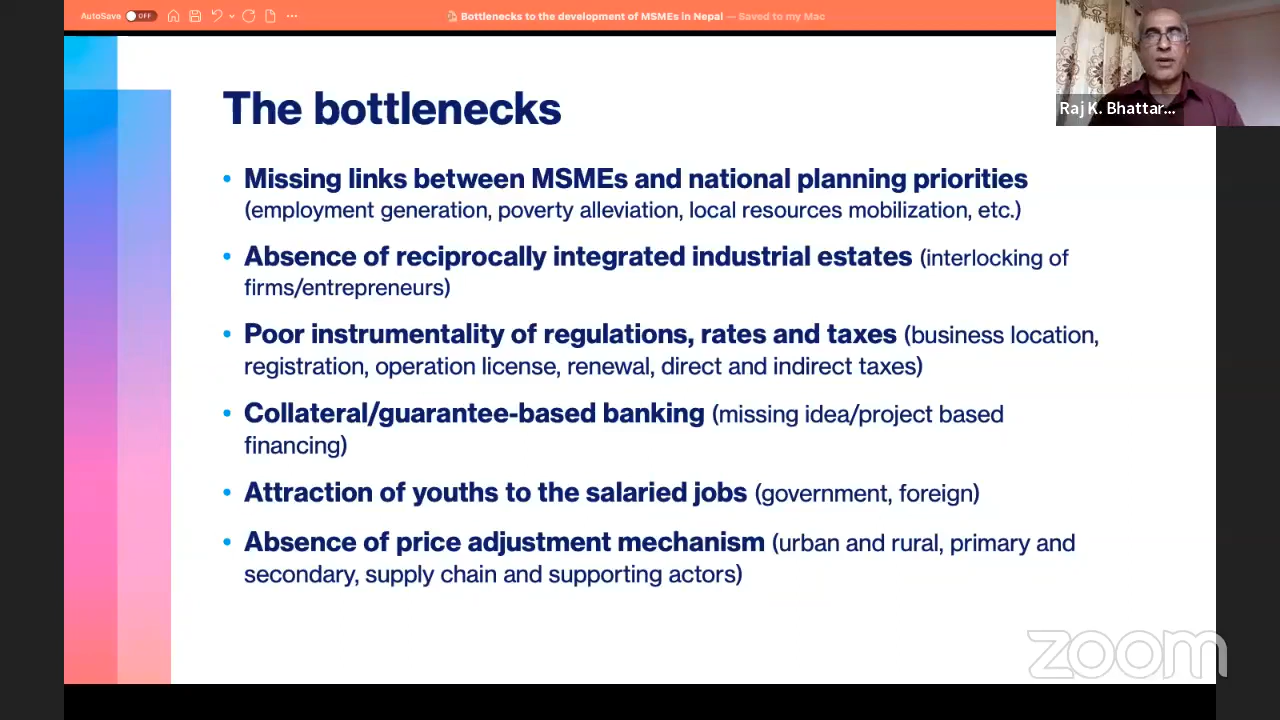 AutoSave OFF
Bottlenecks to the development of MSMEs in Nepal — Saved to my Mac
Raj K. Bhattar...
The bottlenecks
• Missing links between MSMEs and national planning priorities
(employment generation, poverty alleviation, local resources mobilization, etc.)
• Absence of reciprocally integrated industrial estates (interlocking of
firms/entrepreneurs)
• Poor instrumentality of regulations, rates and taxes (business location,
registration, operation license, renewal, direct and indirect taxes)
• Collateral/guarantee-based banking (missing idea/project based
financing)
• Attraction of youths to the salaried jobs (government, foreign)
• Absence of price adjustment mechanism (urban and rural, primary and
secondary, supply chain and supporting actors)
zoom